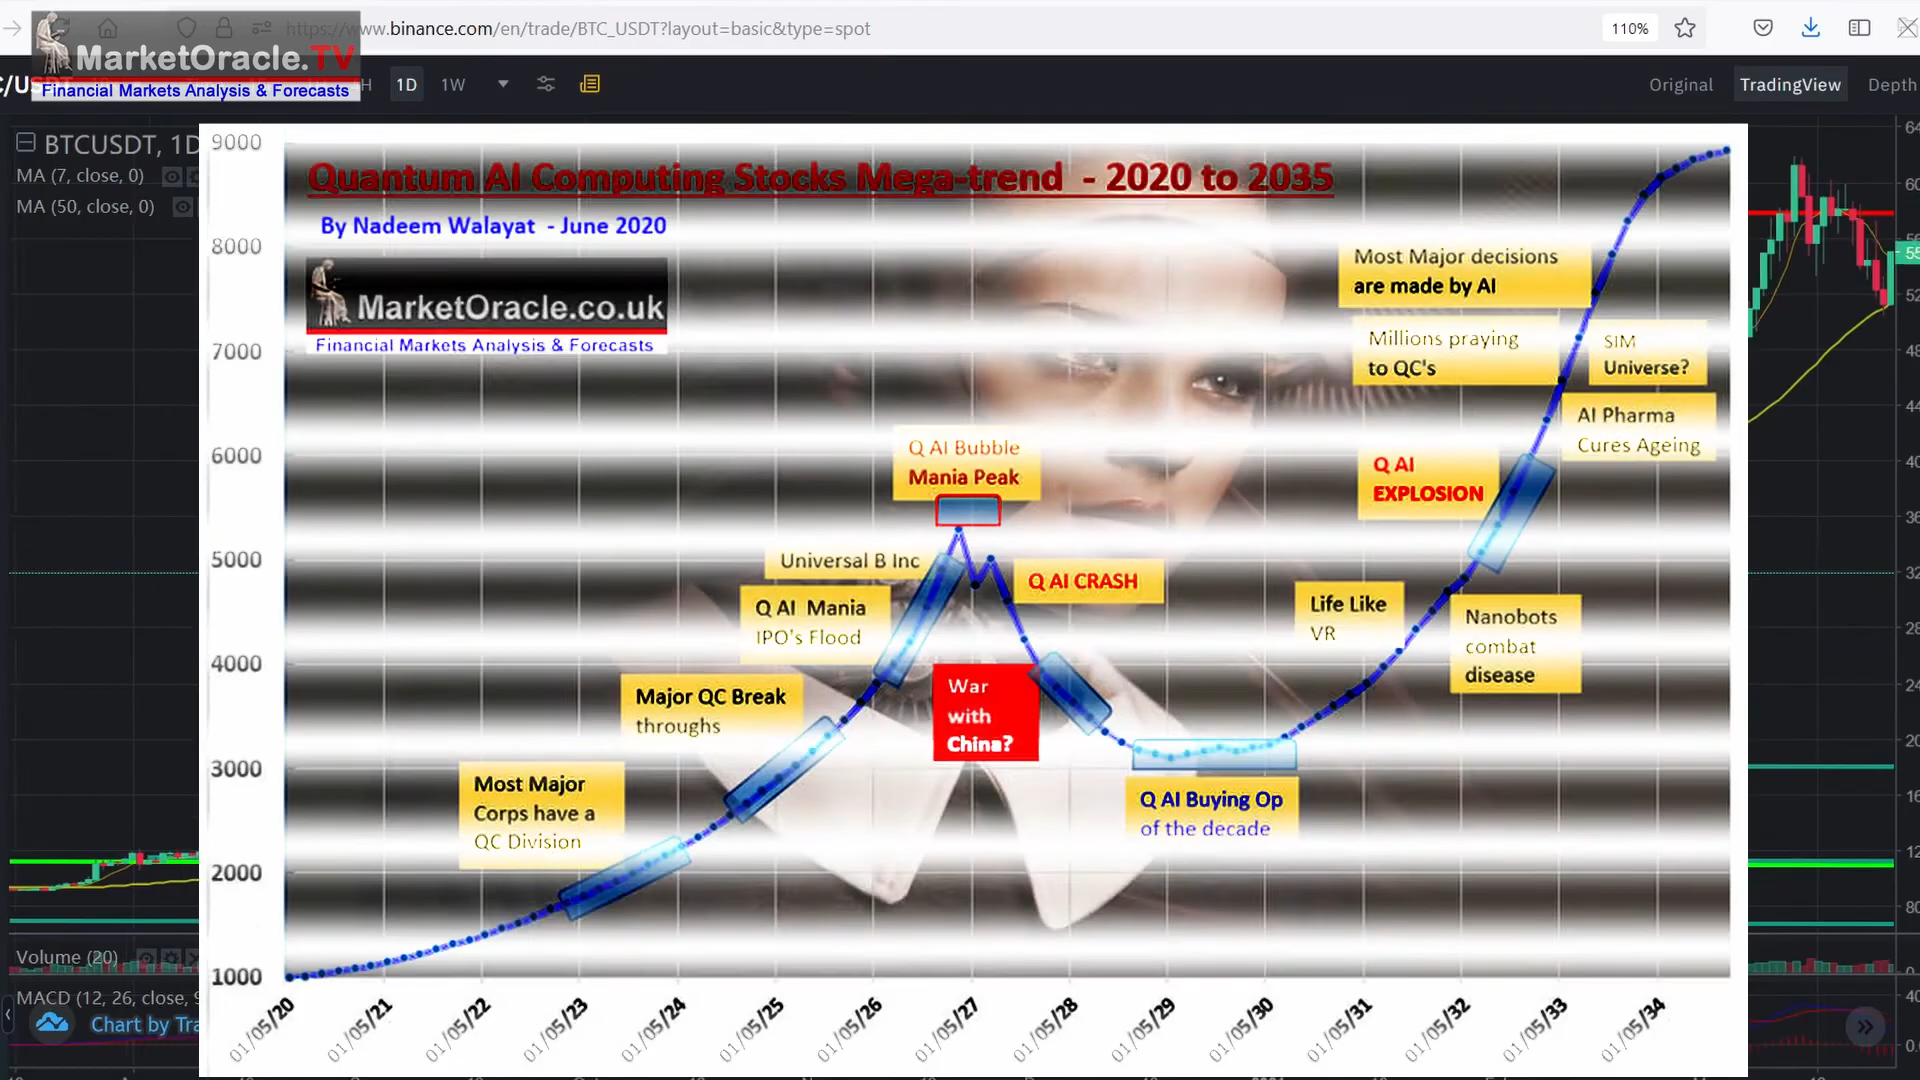 https://www.binance.com/en/trade/BTC_USDT?layout=basic&type=spot
110%
MarketOracle.TV
Financial Markets Analysis & Forecasts
1D
1W
Original
TradingView
Depth
BTCUSDT, 1D
MA (7, close, 0)
MA (50, close, 0)
Quantum AI Computing Stocks Mega-trend - 2020 to 2035
By Nadeem Walayat - June 2020
MarketOracle.co.uk
Financial Markets Analysis & Forecasts
9000
8000
7000
6000
5000
4000
3000
2000
1000
Most Major decisions
are made by AI
Millions praying
to QC's
SIM
Universe?
AI Pharma
Cures Ageing
Q AI Bubble
Mania Peak
Q AI
EXPLOSION
Universal B Inc
Q AI CRASH
Q AI Mania
IPO's Flood
Life Like
VR
Nanobots
combat
disease
War
with
China?
Major QC Break
throughs
Most Major
Corps have a
QC Division
Q AI Buying Op
of the decade
Volume (20)
MACD (12, 26, close, 9
Chart by Tra
01/05/20
01/05/21
01/05/22
01/05/23
01/05/24
01/05/25
01/05/26
01/05/27
01/05/28
01/05/29
01/05/30
01/05/31
01/05/32
01/05/33
01/05/34